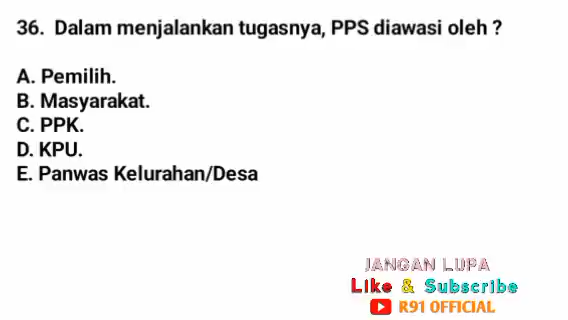 36. Dalam menjalankan tugasnya, PPS diawasi oleh ?
A. Pemilih.
B. Masyarakat.
C. PPK.
D. KPU.
E. Panwas Kelurahan/Desa
JANGAN LUPA
Like & Subscribe
R91 OFFICIAL